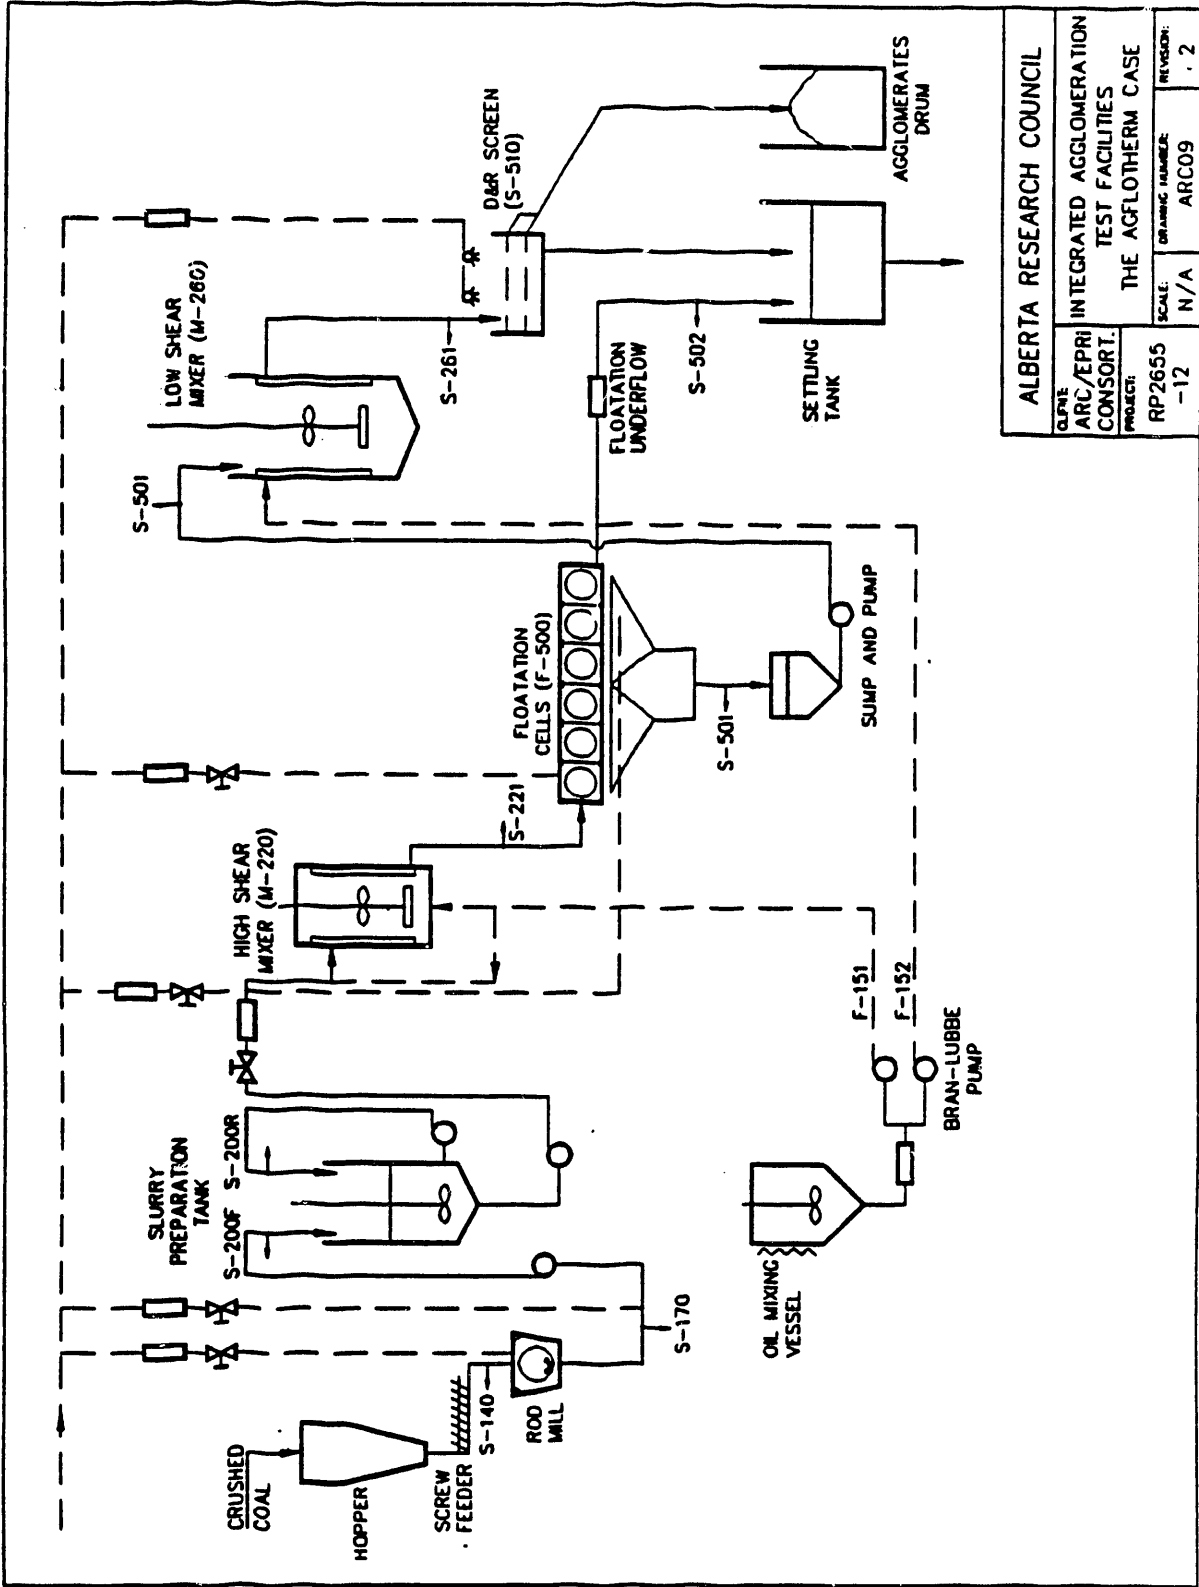 CRUSHED
COAL
HOPPER
SCREW
FEEDER
S-140
ROD
MILL
S-170
SLURRY
PREPARATION
TANK
S-200F
S-200R
OIL MIXING
VESSEL
BRAN-LUBBE
PUMP
F-151
F-152
HIGH SHEAR
MIXER (M-220)
S-221
FLOATATION
CELLS (F-500)
S-501
SUMP AND PUMP
S-501
LOW SHEAR
MIXER (M-260)
S-261
FLOATATION
UNDERFLOW
S-502
D&R SCREEN
(S-510)
SETTLING
TANK
AGGLOMERATES
DRUM
ALBERTA RESEARCH COUNCIL
CLIENT:
ARC/EPRI
CONSORT.
INTEGRATED AGGLOMERATION
TEST FACILITIES
THE AGFLOTHERM CASE
PROJECT:
RP2655
-12
SCALE:
N/A
DRAWING NUMBER:
ARC09
REVISION:
2